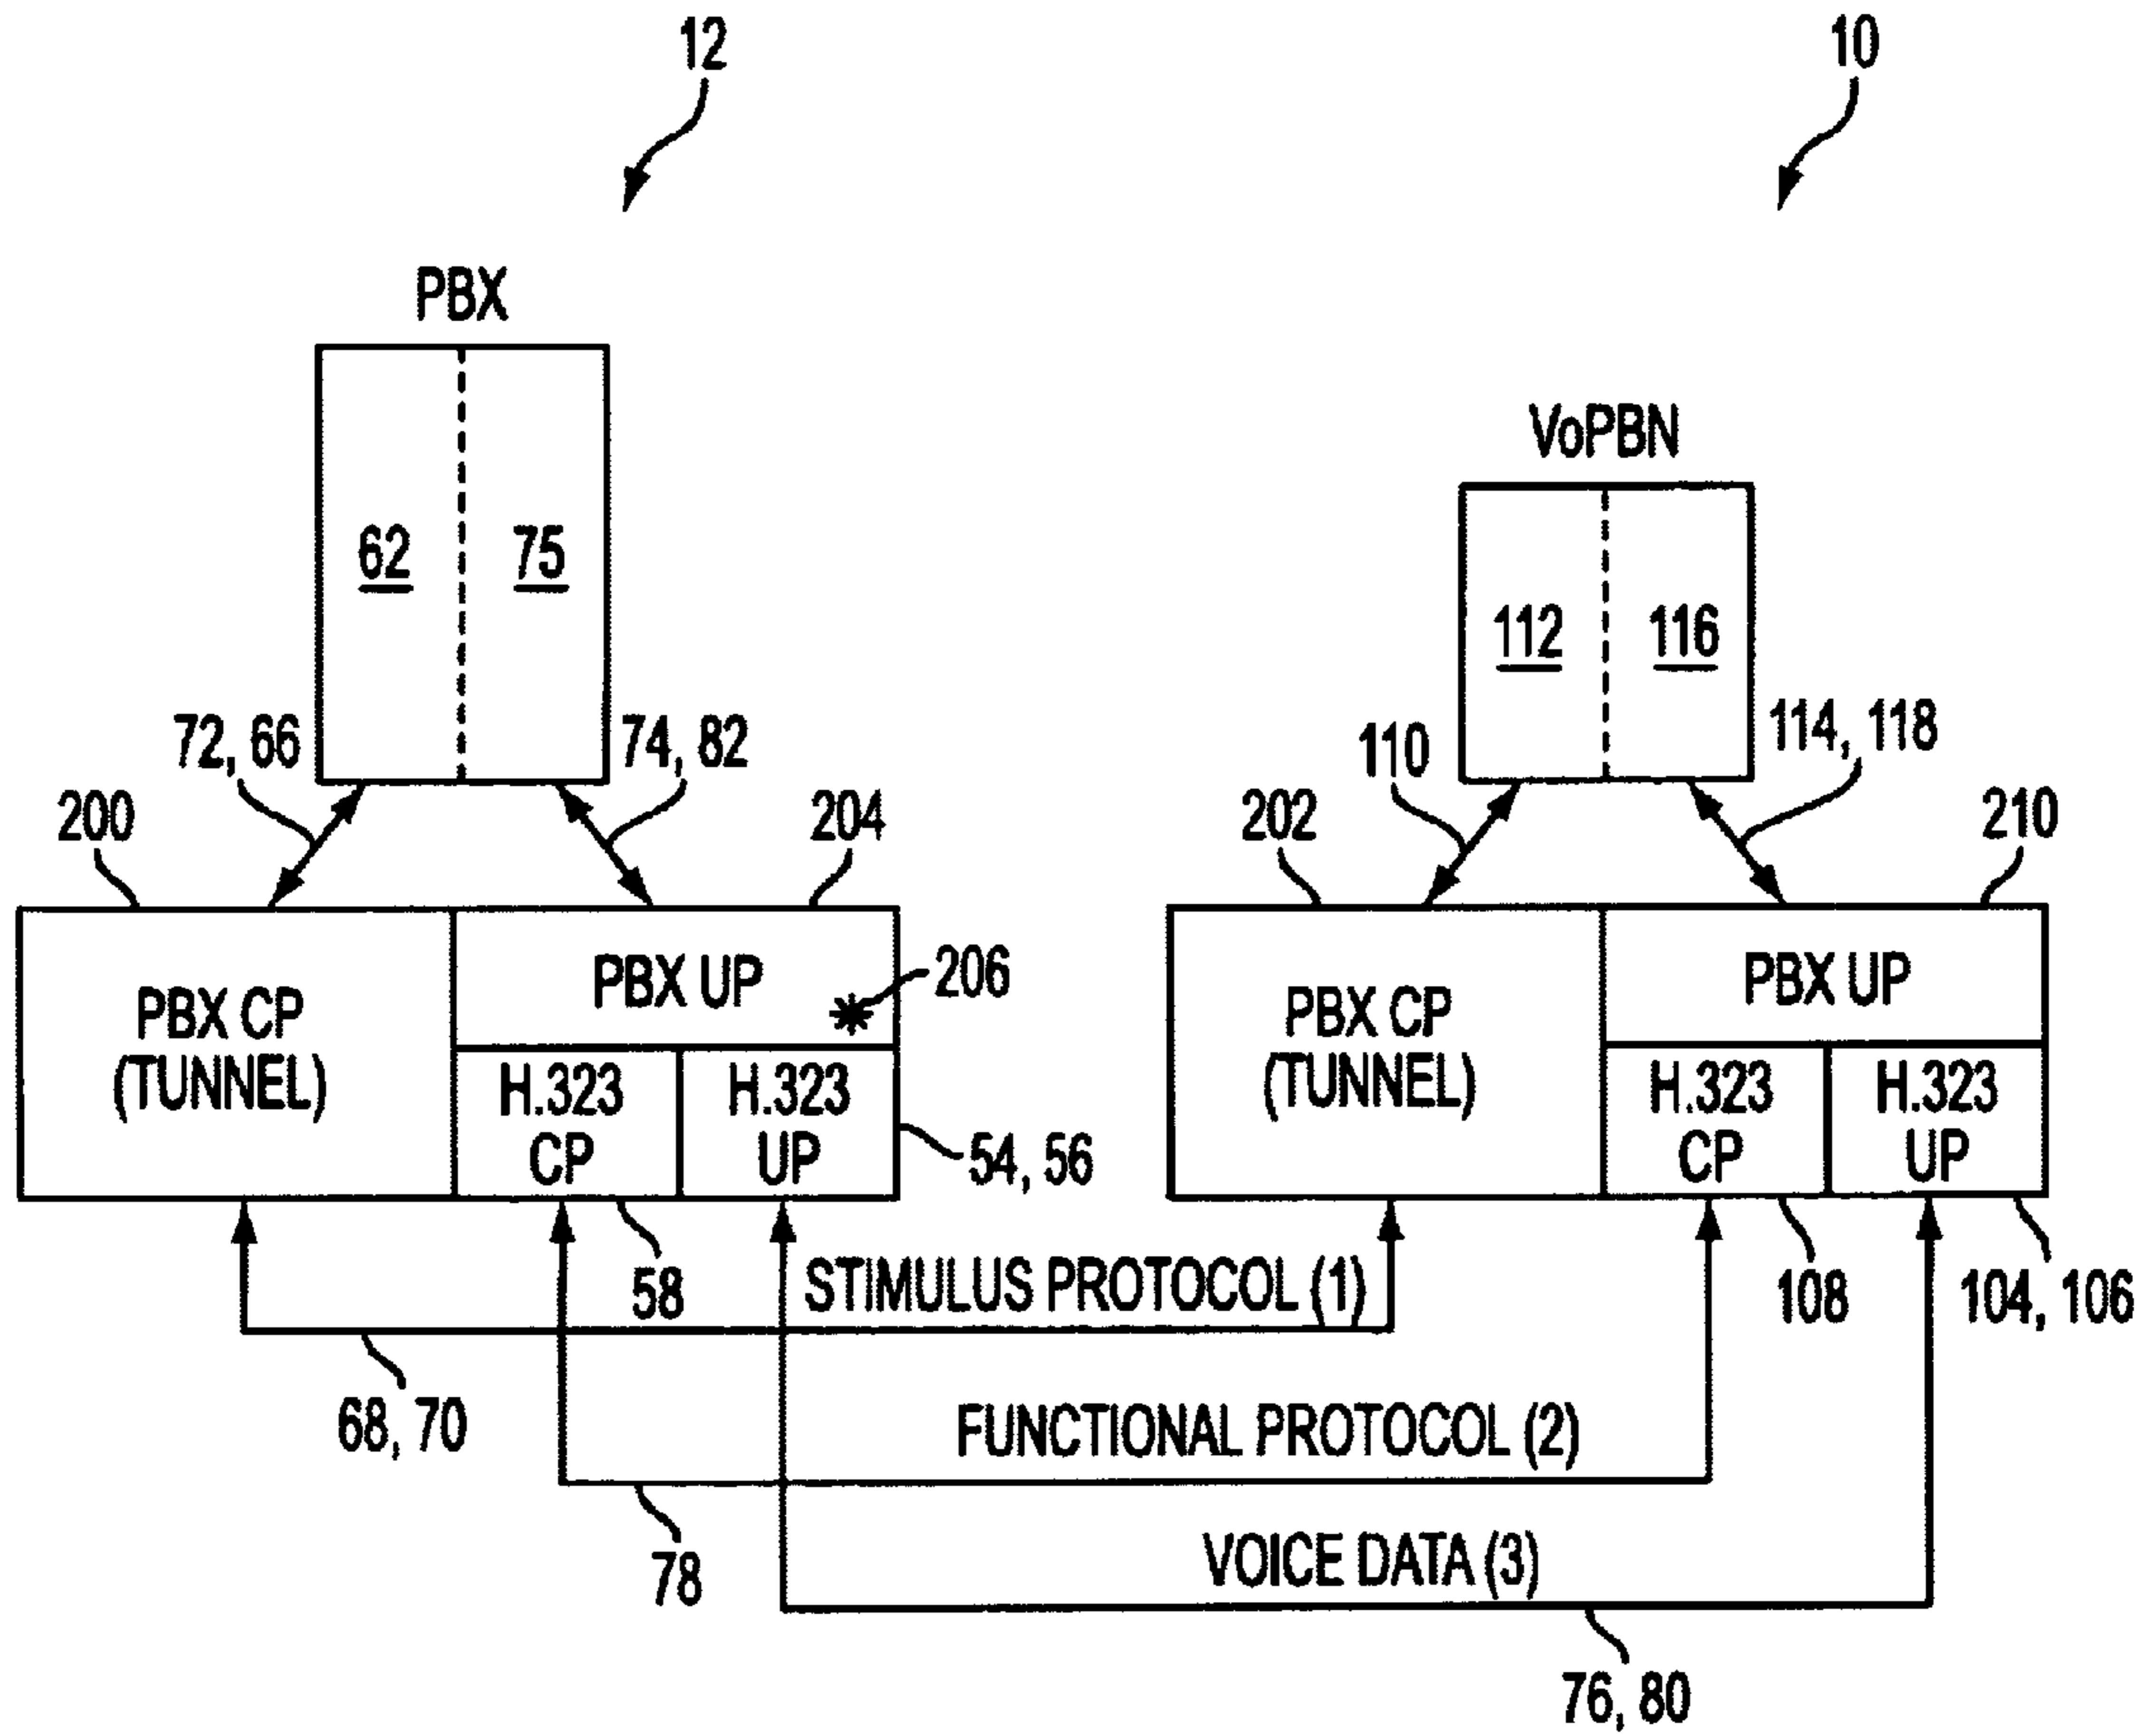 12
10
PBX
VoPBN
62
75
112
116
72, 66
74, 82
110
114, 118
200
204
202
210
PBX CP
(TUNNEL)
PBX UP
206
H.323
CP
H.323
UP
54, 56
PBX CP
(TUNNEL)
PBX UP
H.323
CP
H.323
UP
58
STIMULUS PROTOCOL (1)
108
104, 106
68, 70
FUNCTIONAL PROTOCOL (2)
78
VOICE DATA (3)
76, 80